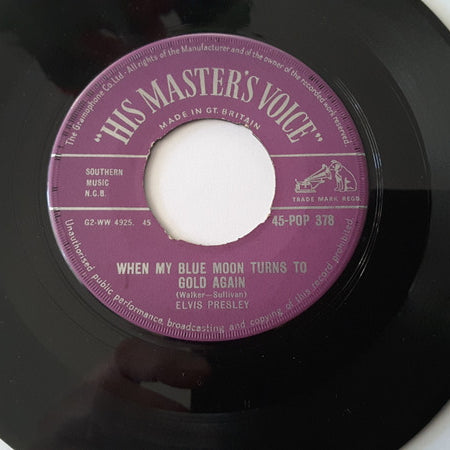 The Gramophone Co. Ltd.-All rights of the Manufacturer and of the owner of the recorded work reserved.
"HIS MASTER'S VOICE"
MADE IN GT. BRITAIN
SOUTHERN
MUSIC
N.C.B.
TRADE MARK REGD.
G2-WW 4925. 45
45-POP 378
WHEN MY BLUE MOON TURNS TO
GOLD AGAIN
(Walker—Sullivan)
ELVIS PRESLEY
Unauthorised public performance, broadcasting and copying of this record prohibited.